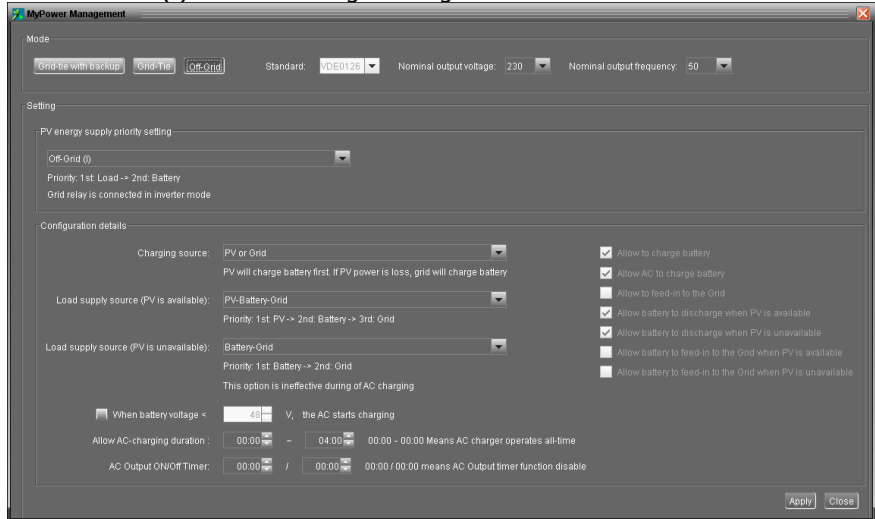 MyPower Management
Mode
Grid-tie with backup Grid-Tie Off-Grid Standard: VDE0126 Nominal output voltage: 230 Nominal output frequency: 50
Setting
PV energy supply priority setting
Off-Grid (I)
Priority: 1st: Load -> 2nd: Battery
Grid relay is connected in inverter mode
Configuration details
Charging source: PV or Grid
PV will charge battery first. If PV power is loss, grid will charge battery
Load supply source (PV is available): PV-Battery-Grid
Priority: 1st: PV -> 2nd: Battery -> 3rd: Grid
Load supply source (PV is unavailable): Battery-Grid
Priority: 1st: Battery -> 2nd: Grid
This option is ineffective during of AC charging
Allow to charge battery
Allow AC to charge battery
Allow to feed-in to the Grid
Allow battery to discharge when PV is available
Allow battery to discharge when PV is unavailable
Allow battery to feed-in to the Grid when PV is available
Allow battery to feed-in to the Grid when PV is unavailable
When battery voltage < 48 V, the AC starts charging
Allow AC-charging duration : 00:00 ~ 04:00 00:00 - 00:00 Means AC charger operates all-time
AC Output ON/Off Timer: 00:00 / 00:00 00:00 / 00:00 means AC Output timer function disable
Apply Close